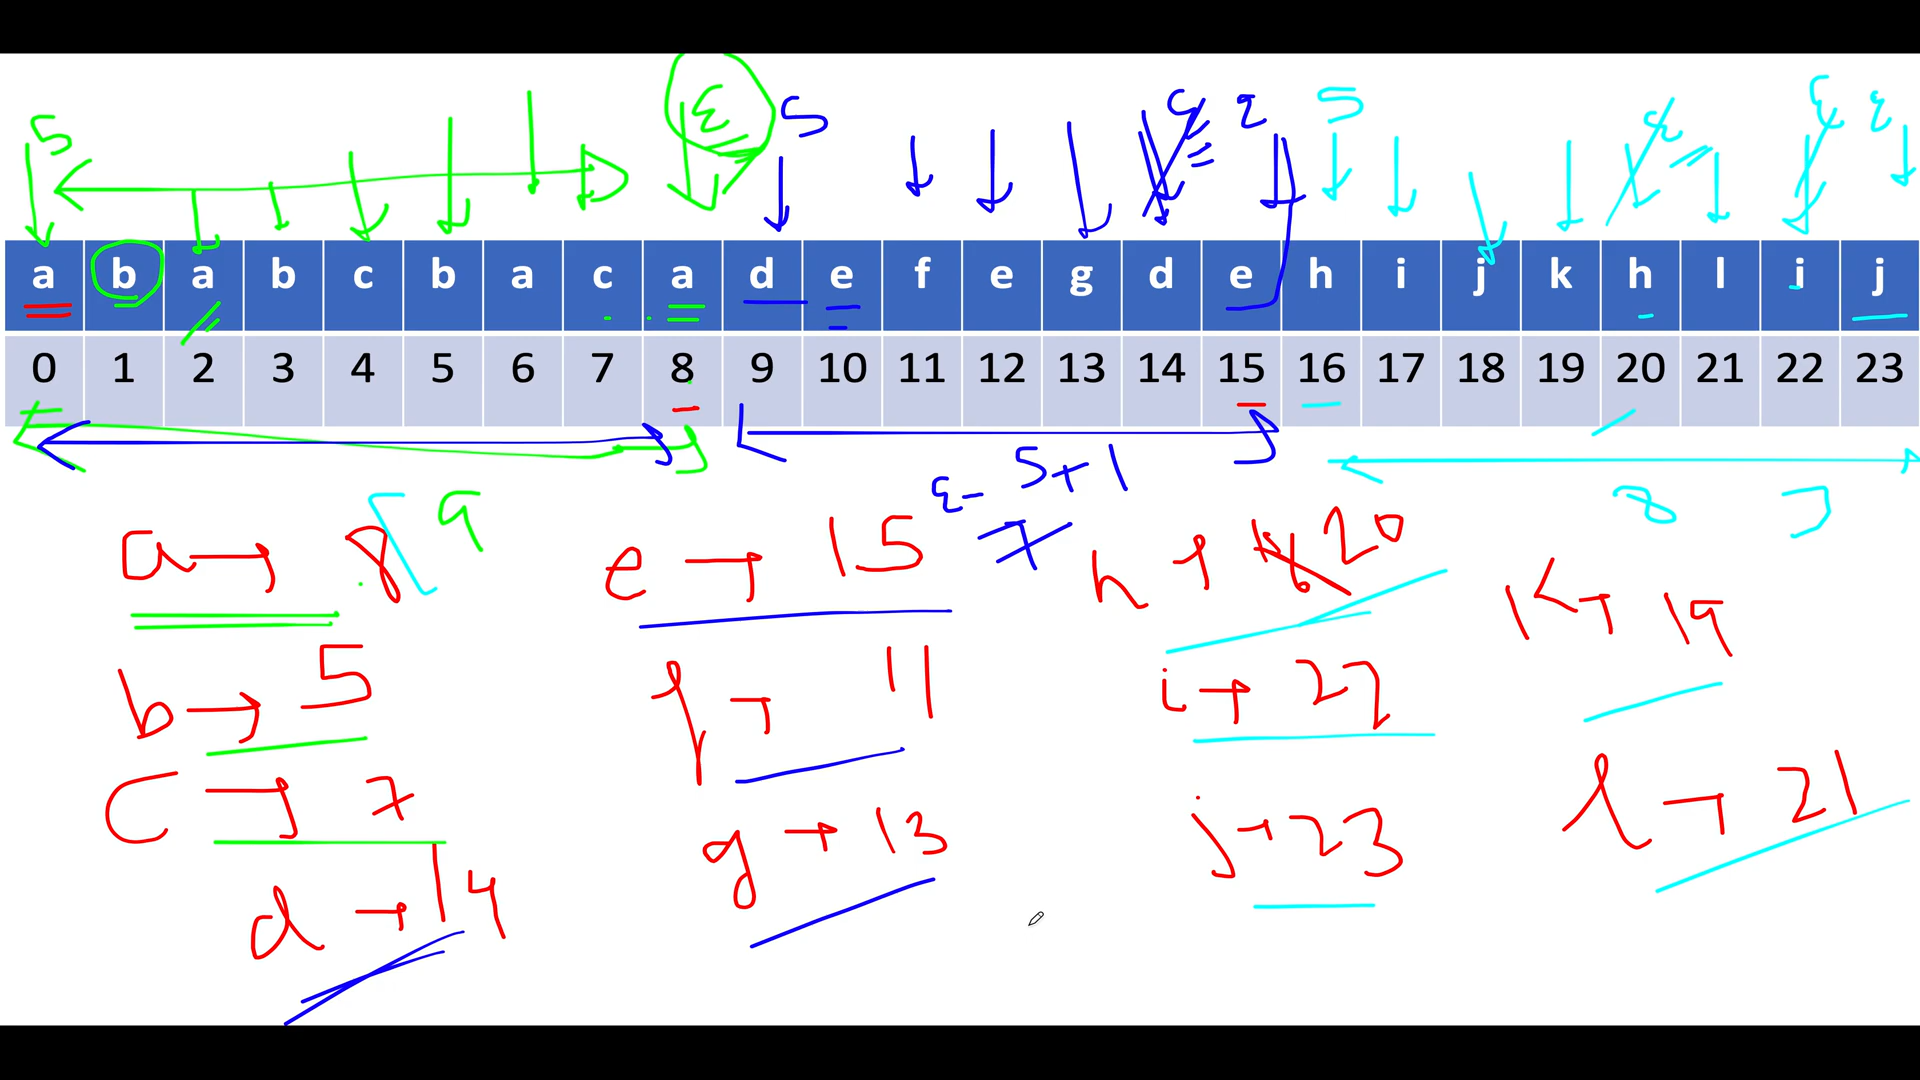 a b a b c b a c a d e f e g d e h i j k h l i j
0 1 2 3 4 5 6 7 8 9 10 11 12 13 14 15 16 17 18 19 20 21 22 23
5+1
7
8
9
a → 8
e → 15
h → 20
k → 19
b → 5
f → 11
i → 22
c → 7
g → 13
j → 23
l → 21
d → 14